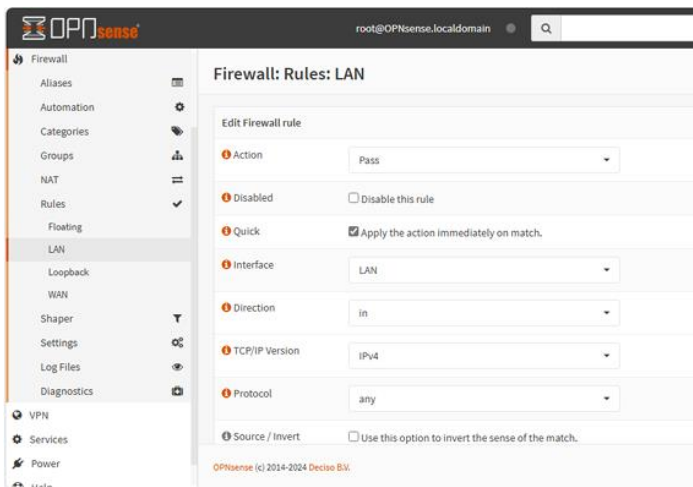 OPNsense
root@OPNsense.localdomain
Firewall
Aliases
Automation
Categories
Groups
NAT
Rules
Floating
LAN
Loopback
WAN
Shaper
Settings
Log Files
Diagnostics
VPN
Services
Power
Help
Firewall: Rules: LAN
Edit Firewall rule
Action Pass
Disabled Disable this rule
Quick Apply the action immediately on match.
Interface LAN
Direction in
TCP/IP Version IPv4
Protocol any
Source / Invert Use this option to invert the sense of the match.
OPNsense (c) 2014-2024 Deciso B.V.